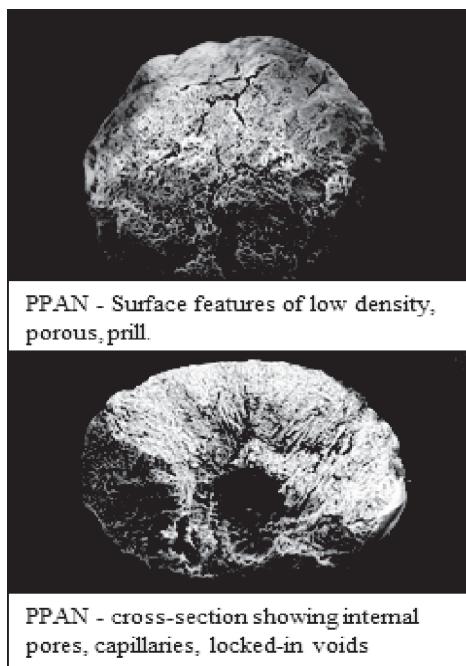 PPAN - Surface features of low density,
porous, prill.
PPAN - cross-section showing internal
pores, capillaries, locked-in voids